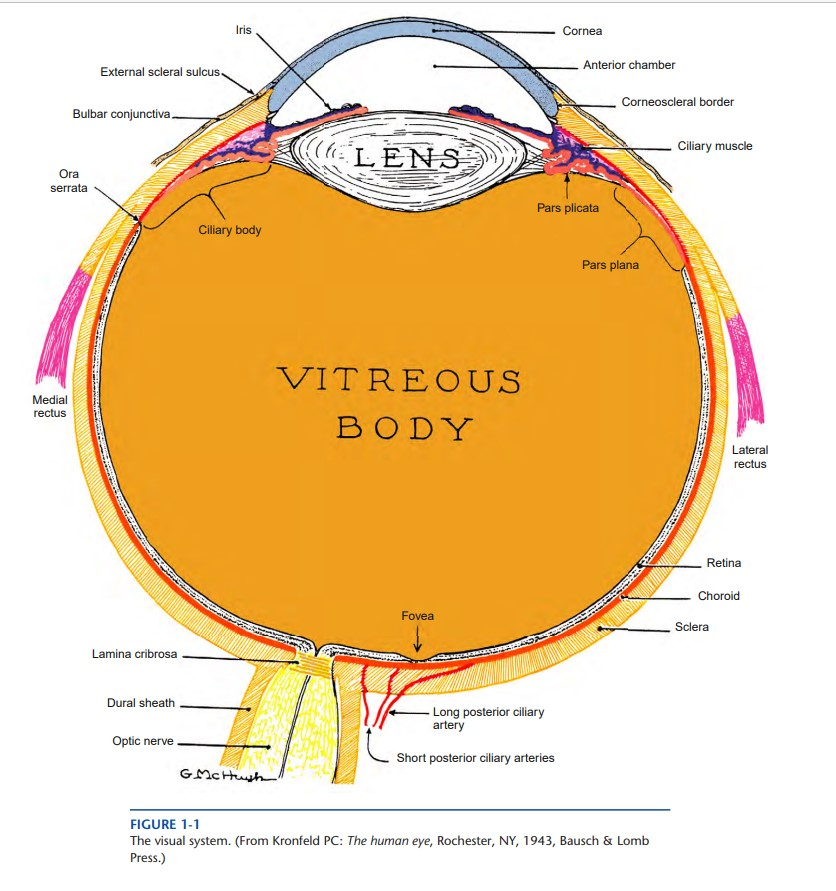 Iris
Cornea
Anterior chamber
External scleral sulcus
Corneoscleral border
Bulbar conjunctiva
Ciliary muscle
LENS
Ora
serrata
Pars plicata
Ciliary body
Pars plana
VITREOUS
BODY
Medial
rectus
Lateral
rectus
Retina
Choroid
Fovea
Sclera
Lamina cribrosa
Dural sheath
Long posterior ciliary
artery
Optic nerve
Short posterior ciliary arteries
G McHugh
FIGURE 1-1
The visual system. (From Kronfeld PC: The human eye, Rochester, NY, 1943, Bausch & Lomb
Press.)